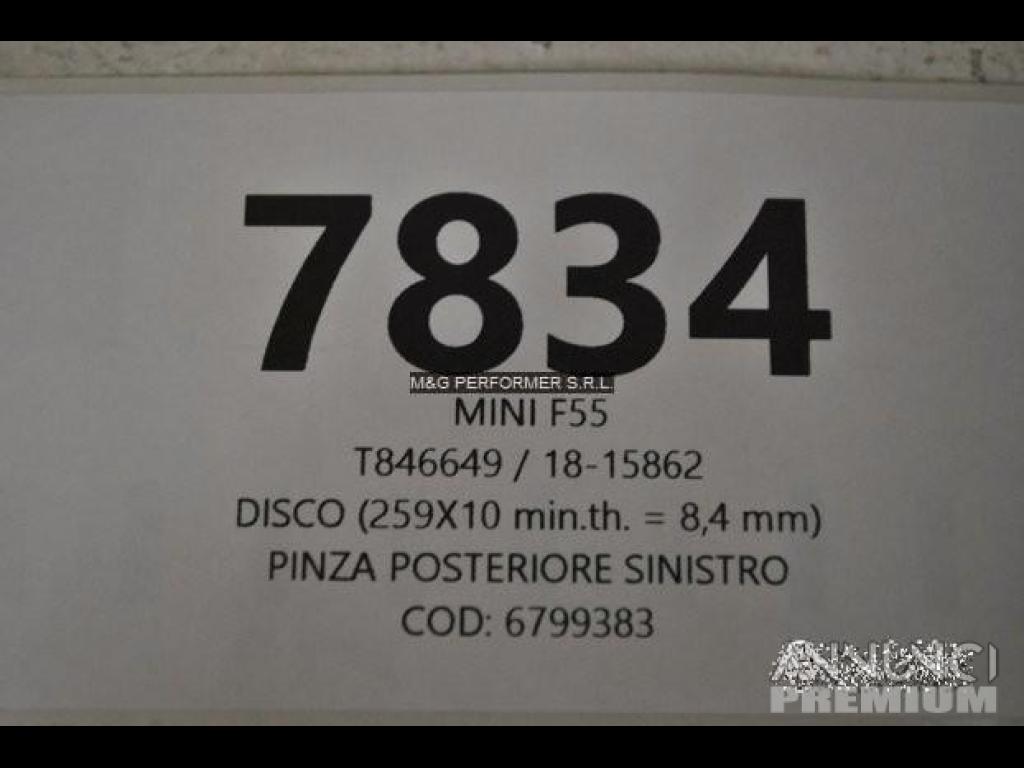 7834
M&G PERFORMER S.R.L.
MINI F55
T846649 / 18-15862
DISCO (259X10 min.th. = 8,4 mm)
PINZA POSTERIORE SINISTRO
COD: 6799383
ANNUNCI
PREMIUM